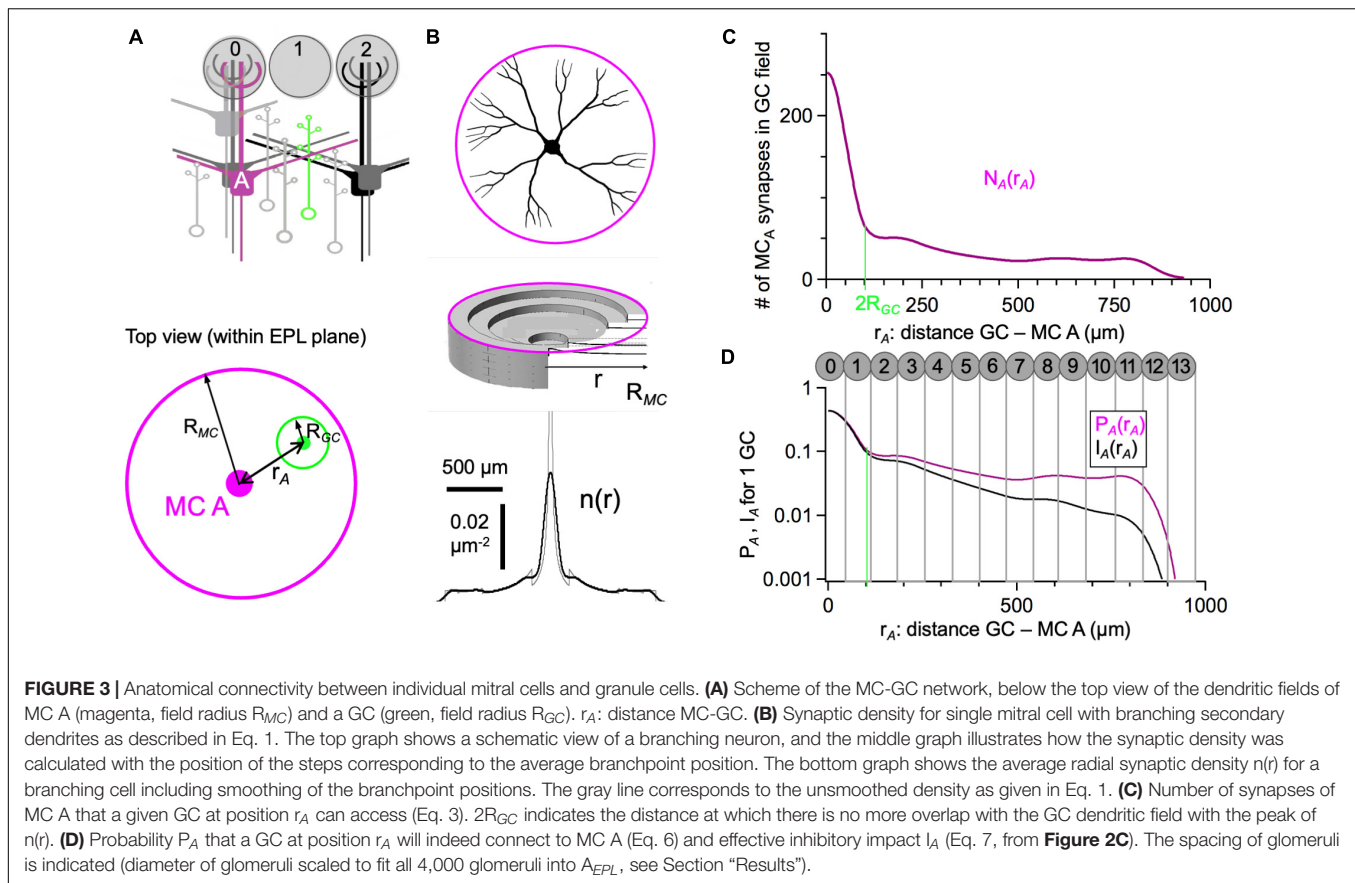 A
0 1 2
A
Top view (within EPL plane)
R_MC
R_GC
r_A
MC A
B
r
R_MC
500 µm
n(r)
0.02
µm⁻²
C
# of MC_A synapses in GC field
200
0
N_A(r_A)
2R_GC
0 250 500 750 1000
r_A: distance GC – MC A (µm)
D
0 1 2 3 4 5 6 7 8 9 10 11 12 13
P_A, I_A for 1 GC
1
0.1
0.01
0.001
P_A(r_A)
I_A(r_A)
0 500 1000
r_A: distance GC – MC A (µm)
FIGURE 3 | Anatomical connectivity between individual mitral cells and granule cells. (A) Scheme of the MC-GC network, below the top view of the dendritic fields of
MC A (magenta, field radius R_MC) and a GC (green, field radius R_GC). r_A: distance MC-GC. (B) Synaptic density for single mitral cell with branching secondary
dendrites as described in Eq. 1. The top graph shows a schematic view of a branching neuron, and the middle graph illustrates how the synaptic density was
calculated with the position of the steps corresponding to the average branchpoint position. The bottom graph shows the average radial synaptic density n(r) for a
branching cell including smoothing of the branchpoint positions. The gray line corresponds to the unsmoothed density as given in Eq. 1. (C) Number of synapses of
MC A that a given GC at position r_A can access (Eq. 3). 2R_GC indicates the distance at which there is no more overlap with the GC dendritic field with the peak of
n(r). (D) Probability P_A that a GC at position r_A will indeed connect to MC A (Eq. 6) and effective inhibitory impact I_A (Eq. 7, from Figure 2C). The spacing of glomeruli
is indicated (diameter of glomeruli scaled to fit all 4,000 glomeruli into A_EPL, see Section “Results”).